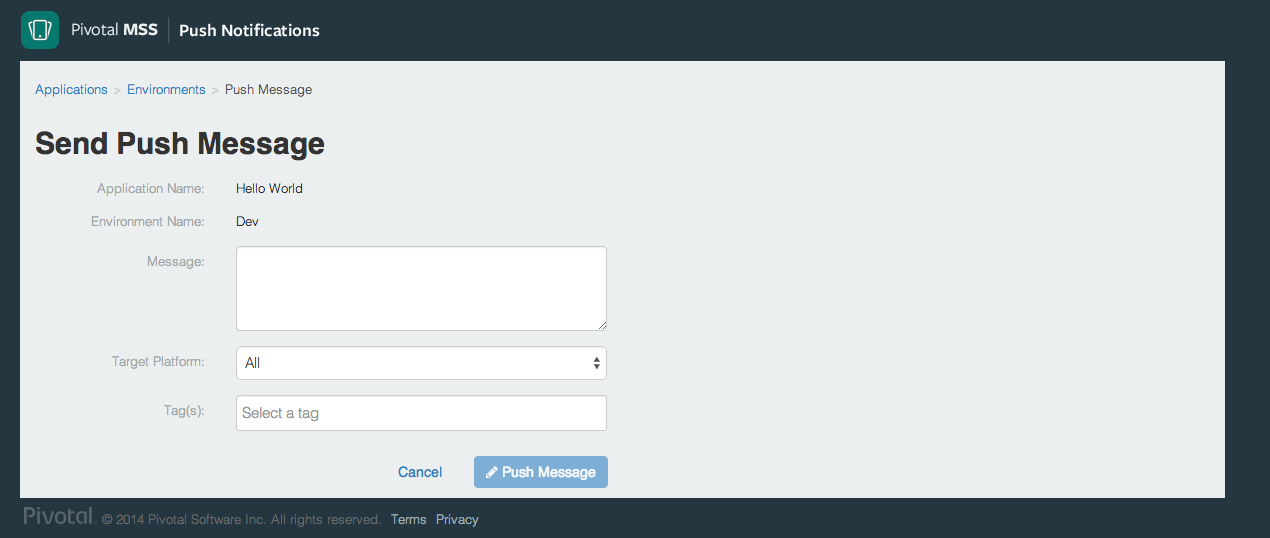 Pivotal MSS | Push Notifications
Applications > Environments > Push Message
Send Push Message
Application Name: Hello World
Environment Name: Dev
Message:
Target Platform: All
Tag(s): Select a tag
Cancel Push Message
Pivotal. © 2014 Pivotal Software Inc. All rights reserved. Terms Privacy